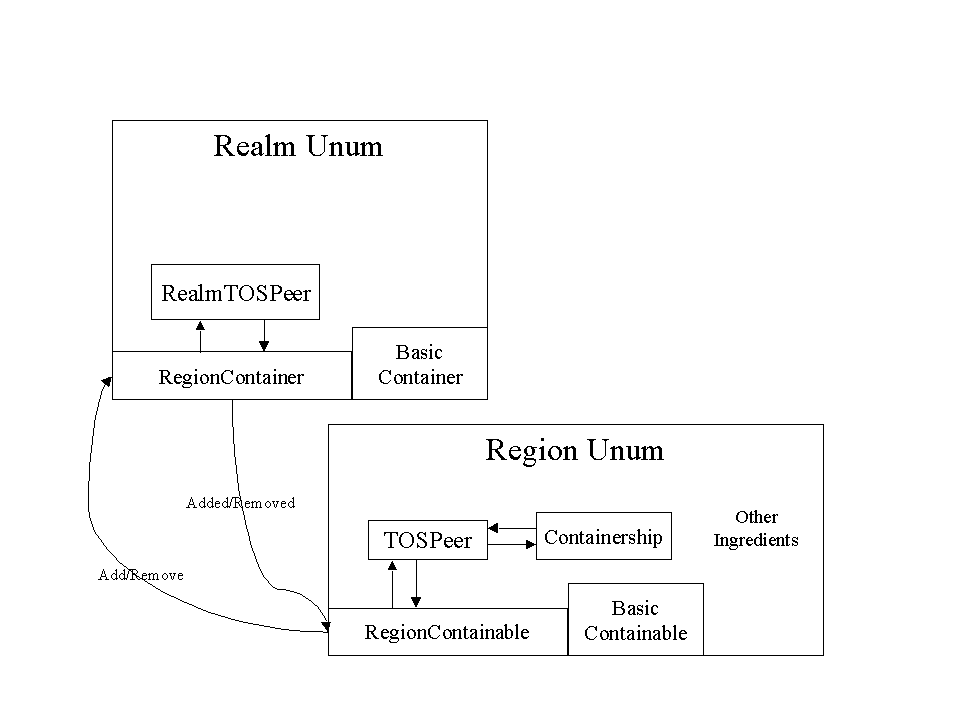 Realm Unum
RealmTOSPeer
Basic
Container
RegionContainer
Region Unum
Added/Removed
Other
Ingredients
TOSPeer
Containership
Add/Remove
Basic
Containable
RegionContainable